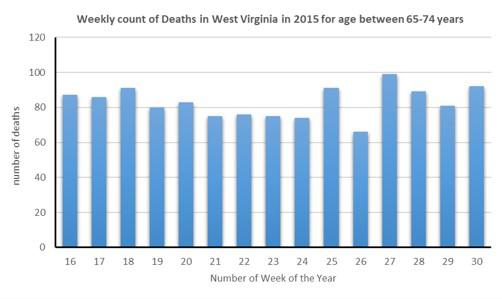 Weekly count of Deaths in West Virginia in 2015 for age between 65-74 years
number of deaths
120
100
80
60
40
20
0
16 17 18 19 20 21 22 23 24 25 26 27 28 29 30
Number of Week of the Year